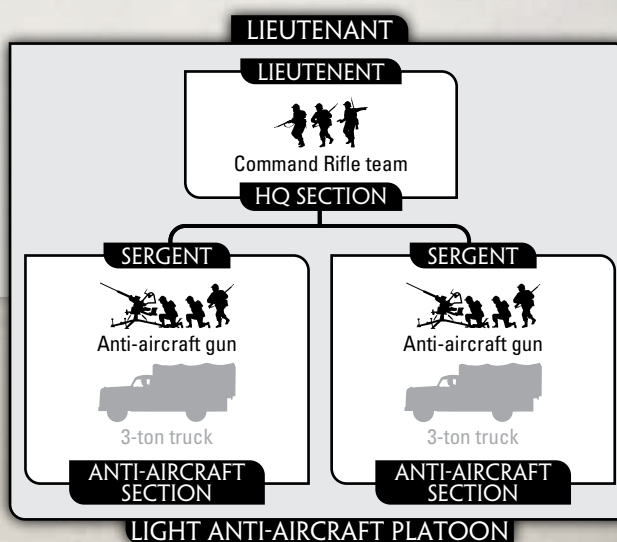 LIEUTENANT
LIEUTENENT
Command Rifle team
HQ SECTION
SERGENT
Anti-aircraft gun
3-ton truck
ANTI-AIRCRAFT
SECTION
SERGENT
Anti-aircraft gun
3-ton truck
ANTI-AIRCRAFT
SECTION
LIGHT ANTI-AIRCRAFT PLATOON